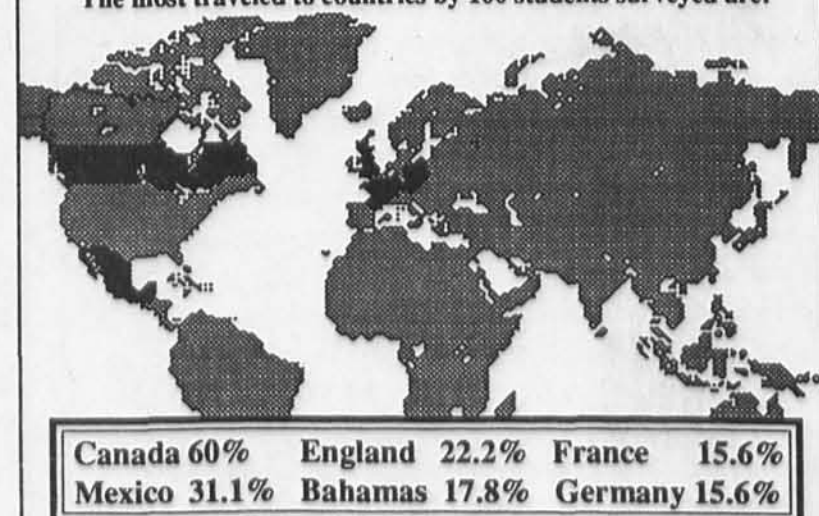 The most traveled to countries by 100 students surveyed are:
Canada 60% England 22.2% France 15.6%
Mexico 31.1% Bahamas 17.8% Germany 15.6%